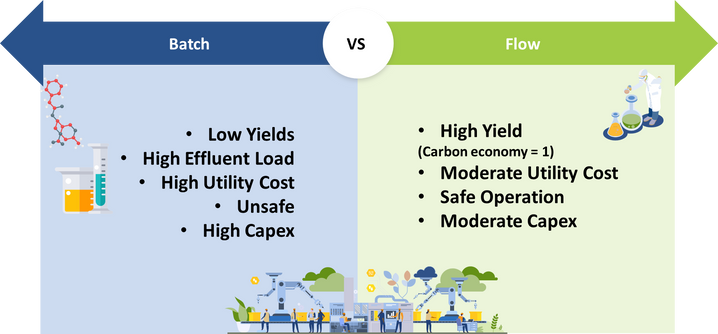 Batch
VS
Flow
• Low Yields
• High Effluent Load
• High Utility Cost
• Unsafe
• High Capex
• High Yield
(Carbon economy = 1)
• Moderate Utility Cost
• Safe Operation
• Moderate Capex